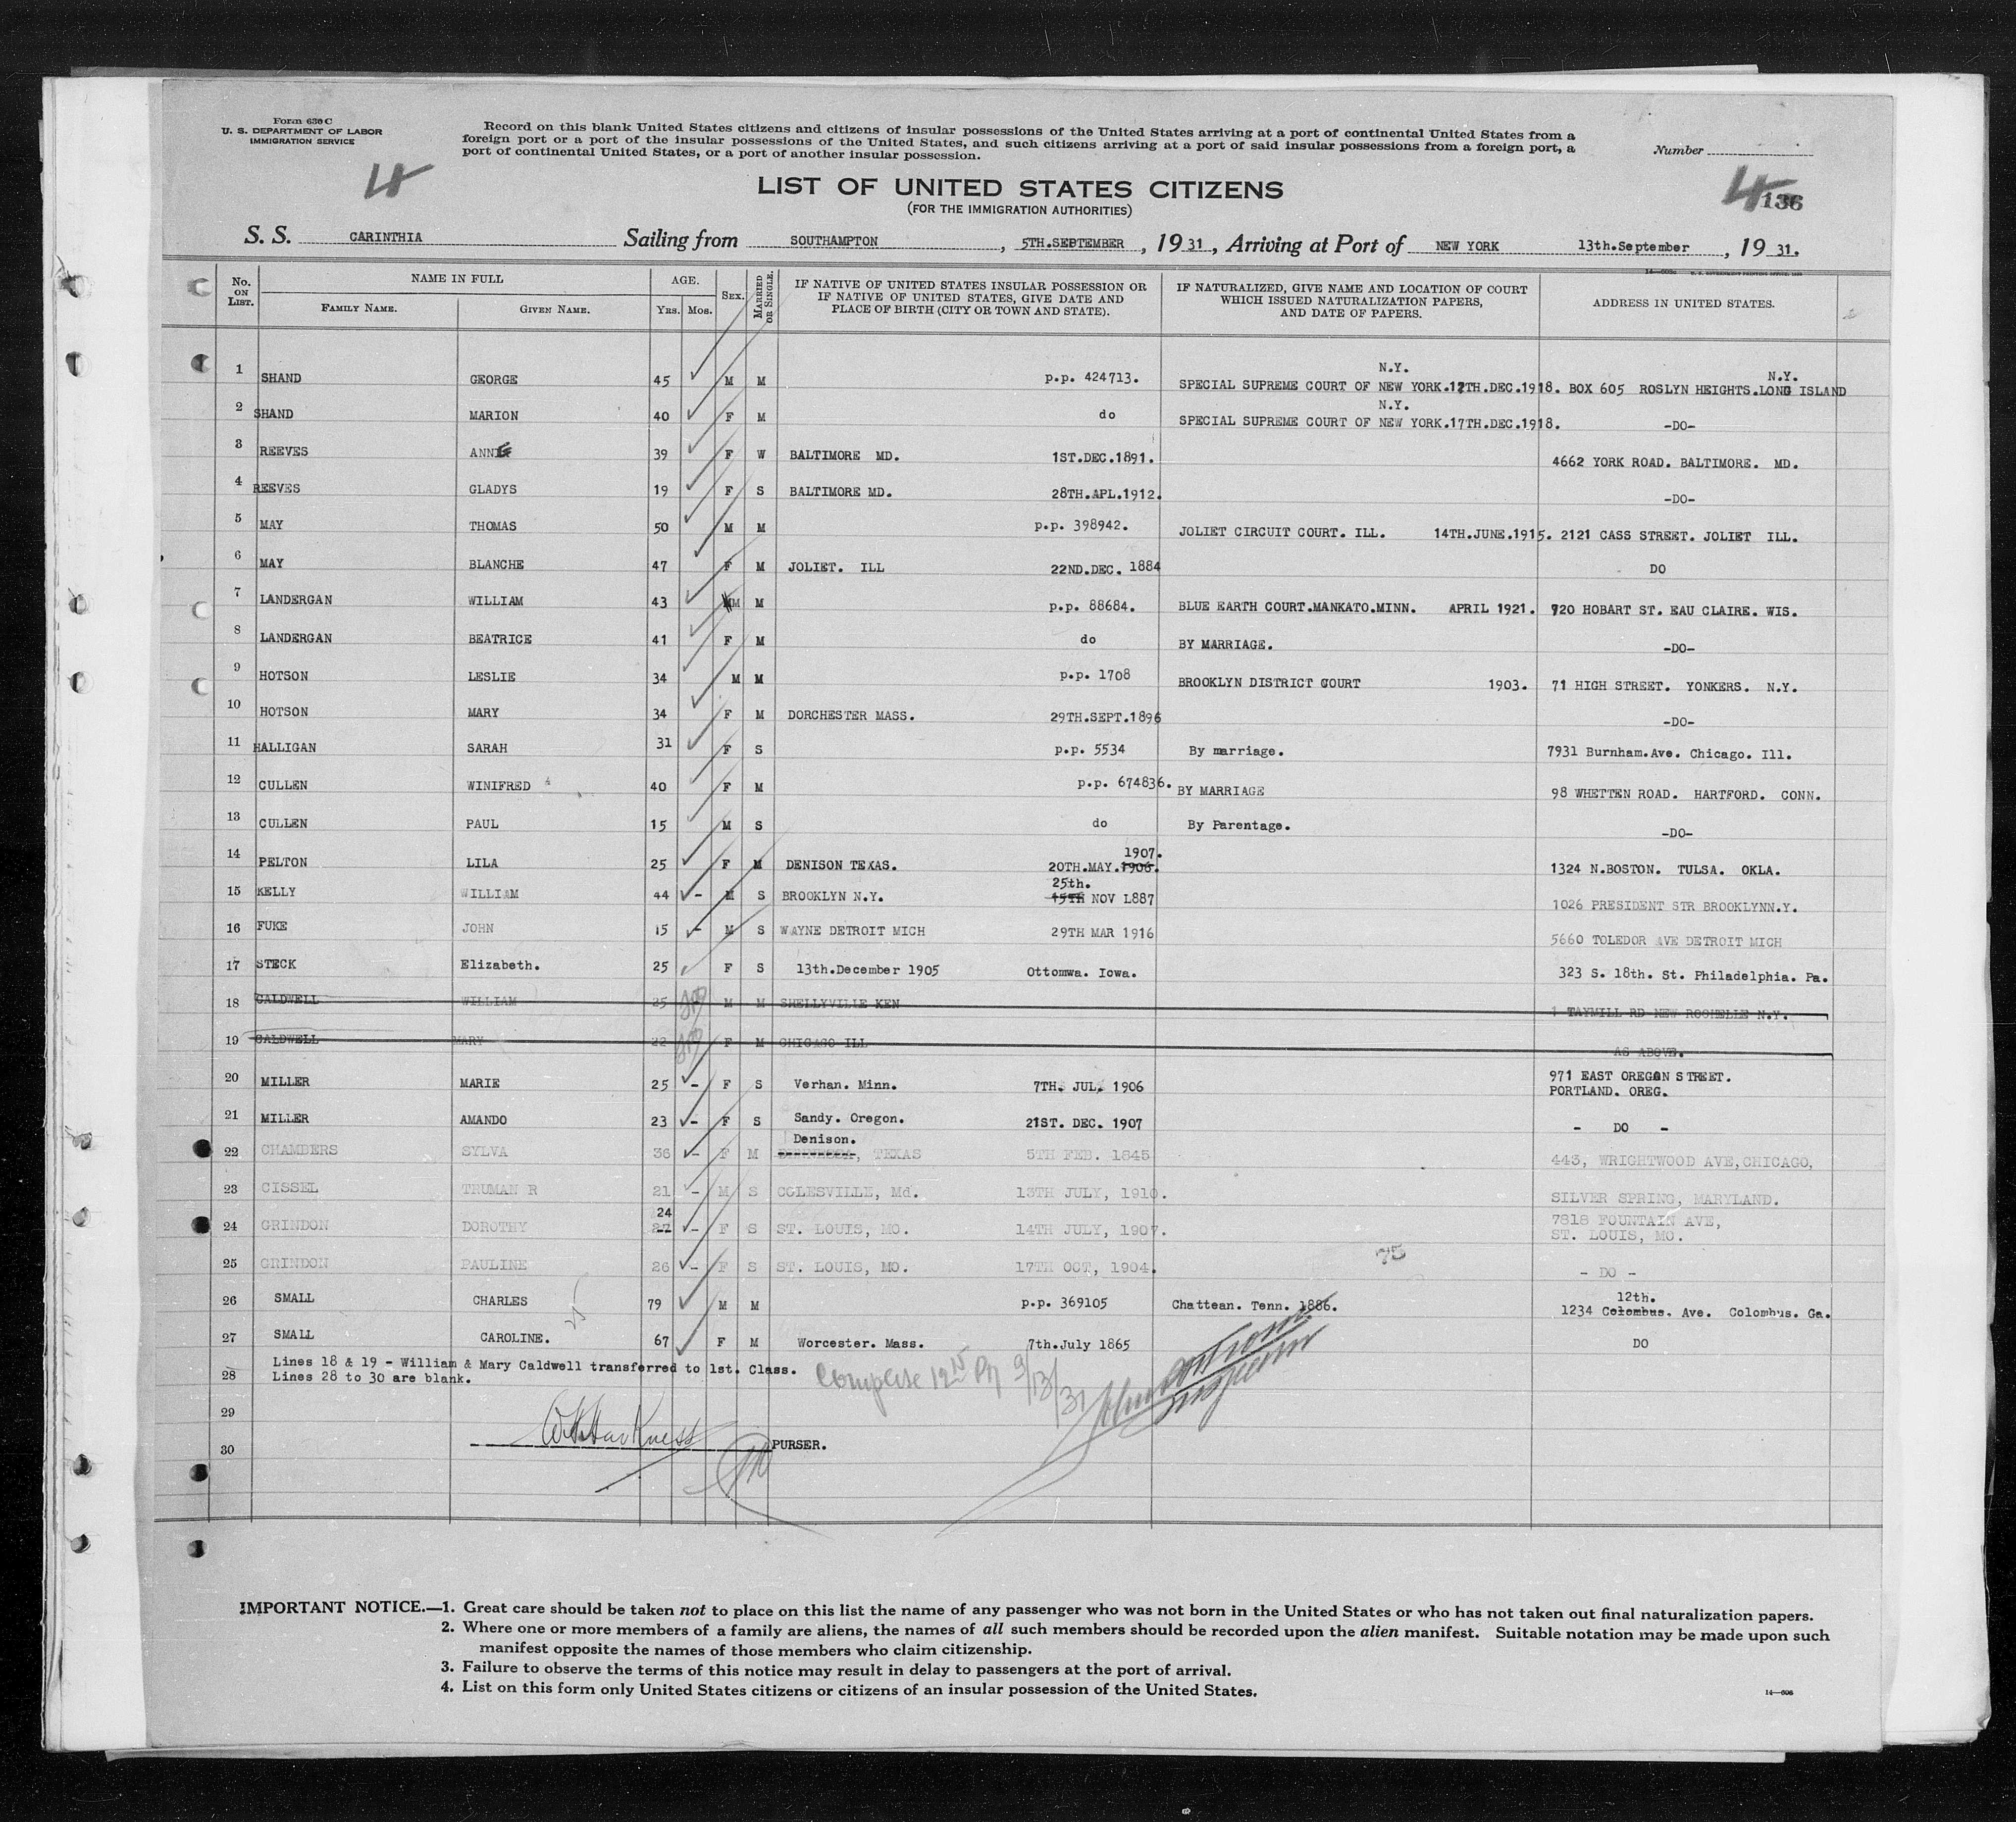 Form 630 C
U. S. DEPARTMENT OF LABOR
IMMIGRATION SERVICE
Record on this blank United States citizens and citizens of insular possessions of the United States arriving at a port of continental United States from a
foreign port or a port of the insular possessions of the United States, and such citizens arriving at a port of said insular possessions from a foreign port, a
port of continental United States, or a port of another insular possession.
Number
4
4
136
LIST OF UNITED STATES CITIZENS
(FOR THE IMMIGRATION AUTHORITIES)
S. S. CARINTHIA Sailing from SOUTHAMPTON, 5TH.SEPTEMBER, 19 31, Arriving at Port of NEW YORK 13th.September, 19 31.
No. ON LIST. NAME IN FULL FAMILY NAME. GIVEN NAME. AGE. YRS. MOS. SEX. MARRIED OR SINGLE. IF NATIVE OF UNITED STATES INSULAR POSSESSION OR IF NATIVE OF UNITED STATES, GIVE DATE AND PLACE OF BIRTH (CITY OR TOWN AND STATE). IF NATURALIZED, GIVE NAME AND LOCATION OF COURT WHICH ISSUED NATURALIZATION PAPERS, AND DATE OF PAPERS. ADDRESS IN UNITED STATES.
1 SHAND GEORGE 45 M M p.p. 424713. SPECIAL SUPREME COURT OF NEW YORK. N.Y. 17TH.DEC.1918. BOX 605 ROSLYN HEIGHTS.LONG ISLAND N.Y.
2 SHAND MARION 40 F M do SPECIAL SUPREME COURT OF NEW YORK. N.Y. 17TH.DEC.1918. -DO-
3 REEVES ANNIE 39 F W BALTIMORE MD. 1ST.DEC.1891. 4662 YORK ROAD. BALTIMORE. MD.
4 REEVES GLADYS 19 F S BALTIMORE MD. 28TH.APL.1912. -DO-
5 MAY THOMAS 50 M M p.p. 398942. JOLIET CIRCUIT COURT. ILL. 14TH.JUNE.1915. 2121 CASS STREET. JOLIET ILL.
6 MAY BLANCHE 47 F M JOLIET. ILL 22ND.DEC. 1884 DO
7 LANDERGAN WILLIAM 43 M M p.p. 88684. BLUE EARTH COURT.MANKATO.MINN. APRIL 1921. 720 HOBART ST. EAU CLAIRE. WIS.
8 LANDERGAN BEATRICE 41 F M do BY MARRIAGE. -DO-
9 HOTSON LESLIE 34 M M p.p. 1708 BROOKLYN DISTRICT COURT 1903. 71 HIGH STREET. YONKERS. N.Y.
10 HOTSON MARY 34 F M DORCHESTER MASS. 29TH.SEPT.1896 -DO-
11 HALLIGAN SARAH 31 F S p.p. 5534 By marriage. 7931 Burnham.Ave. Chicago. Ill.
12 CULLEN WINIFRED 40 F M p.p. 674836. BY MARRIAGE 98 WHETTEN ROAD. HARTFORD. CONN.
13 CULLEN PAUL 15 M S do By Parentage. -DO-
14 PELTON LILA 25 F M DENISON TEXAS. 20TH.MAY.1906. 1907. 1324 N.BOSTON. TULSA. OKLA.
15 KELLY WILLIAM 44 - M S BROOKLYN N.Y. 15TH 25th. NOV L887 1026 PRESIDENT STR BROOKLYNN.Y.
16 FUKE JOHN 15 - M S WAYNE DETROIT MICH 29TH MAR 1916 5660 TOLEDOR AVE DETROIT MICH
17 STECK Elizabeth. 25 F S 13th.December 1905 Ottomwa. Iowa. 323 S. 18th. St. Philadelphia. Pa.
18 CALDWELL WILLIAM 25 M M SHELLYVILLE KEN TAYMILL RD NEW ROCHELLE N.Y.
19 CALDWELL MARY 22 F M CHICAGO ILL AS ABOVE.
20 MILLER MARIE 25 - F S Verhan. Minn. 7TH. JUL. 1906 971 EAST OREGON STREET. PORTLAND. OREG.
21 MILLER AMANDO 23 - F S Sandy. Oregon. 21ST. DEC. 1907 - DO -
22 CHAMBERS SYLVA 36 - F M Denison. TEXAS 5TH FEB. 1845 443, WRIGHTWOOD AVE,CHICAGO,
23 CISSEL TRUMAN R 21 - M S COLESVILLE, Md. 13TH JULY, 1910. SILVER SPRING, MARYLAND.
24 GRINDON DOROTHY 24 27 - F S ST. LOUIS, MO. 14TH JULY, 1907. 7818 FOUNTAIN AVE, ST. LOUIS, MO.
25 GRINDON PAULINE 26 - F S ST. LOUIS, MO. 17TH OCT, 1904. - DO -
26 SMALL CHARLES 79 M M p.p. 369105 Chattean. Tenn. 1886. 1234 Colombus. 12th. Ave. Colombus. Ga.
27 SMALL CAROLINE. 67 F M Worcester. Mass. 7th.July 1865 DO
28 Lines 18 & 19 - William & Mary Caldwell transferred to 1st. Class.
Lines 28 to 30 are blank.
29
30
PURSER.
IMPORTANT NOTICE.—1. Great care should be taken not to place on this list the name of any passenger who was not born in the United States or who has not taken out final naturalization papers.
2. Where one or more members of a family are aliens, the names of all such members should be recorded upon the alien manifest. Suitable notation may be made upon such
manifest opposite the names of those members who claim citizenship.
3. Failure to observe the terms of this notice may result in delay to passengers at the port of arrival.
4. List on this form only United States citizens or citizens of an insular possession of the United States.
14—606